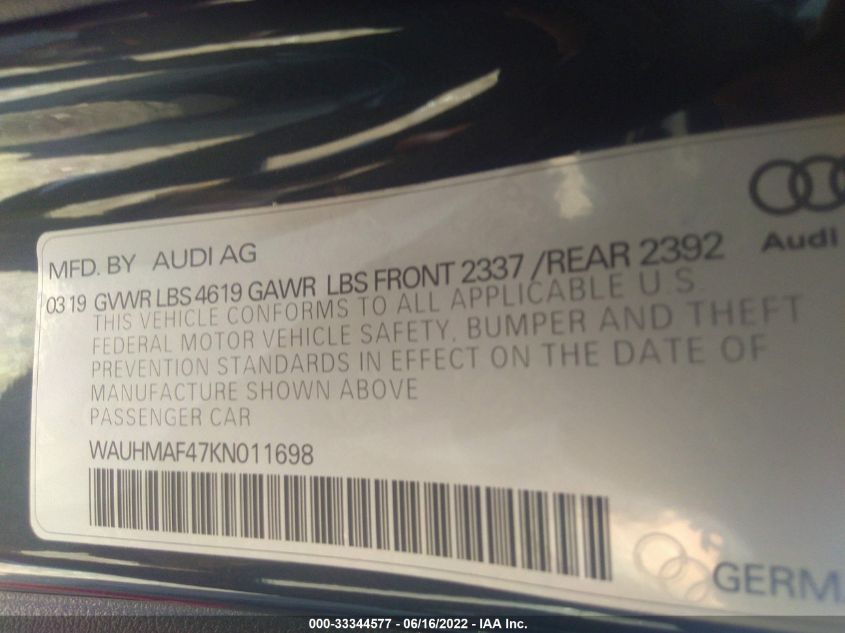 Audi
MFD. BY AUDI AG
03 19 GVWR LBS 4619 GAWR LBS FRONT 2337 /REAR 2392
THIS VEHICLE CONFORMS TO ALL APPLICABLE U.S.
FEDERAL MOTOR VEHICLE SAFETY, BUMPER AND THEFT
PREVENTION STANDARDS IN EFFECT ON THE DATE OF
MANUFACTURE SHOWN ABOVE
PASSENGER CAR
WAUHMAF47KN011698
GERM
000-33344577 - 06/16/2022 - IAA Inc.